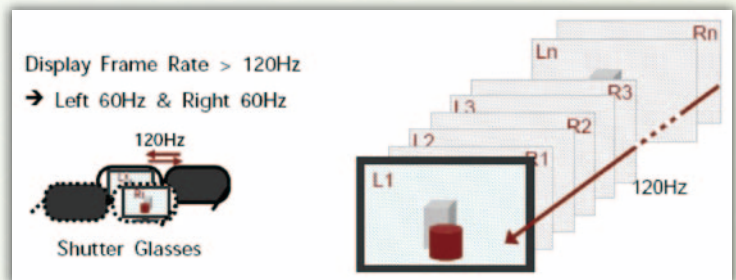 Display Frame Rate > 120Hz
→ Left 60Hz & Right 60Hz
120Hz
Shutter Glasses
Rn
Ln
R3
L3
R2
L2
R1
L1
120Hz